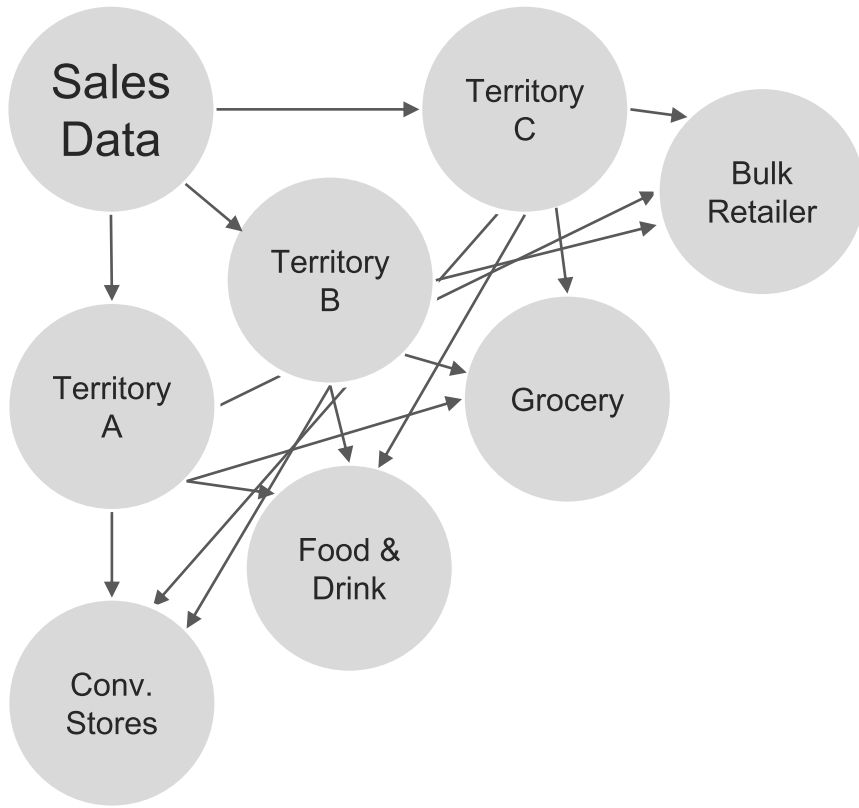 Sales
Data
Territory
C
Bulk
Retailer
Territory
B
Territory
A
Grocery
Food &
Drink
Conv.
Stores